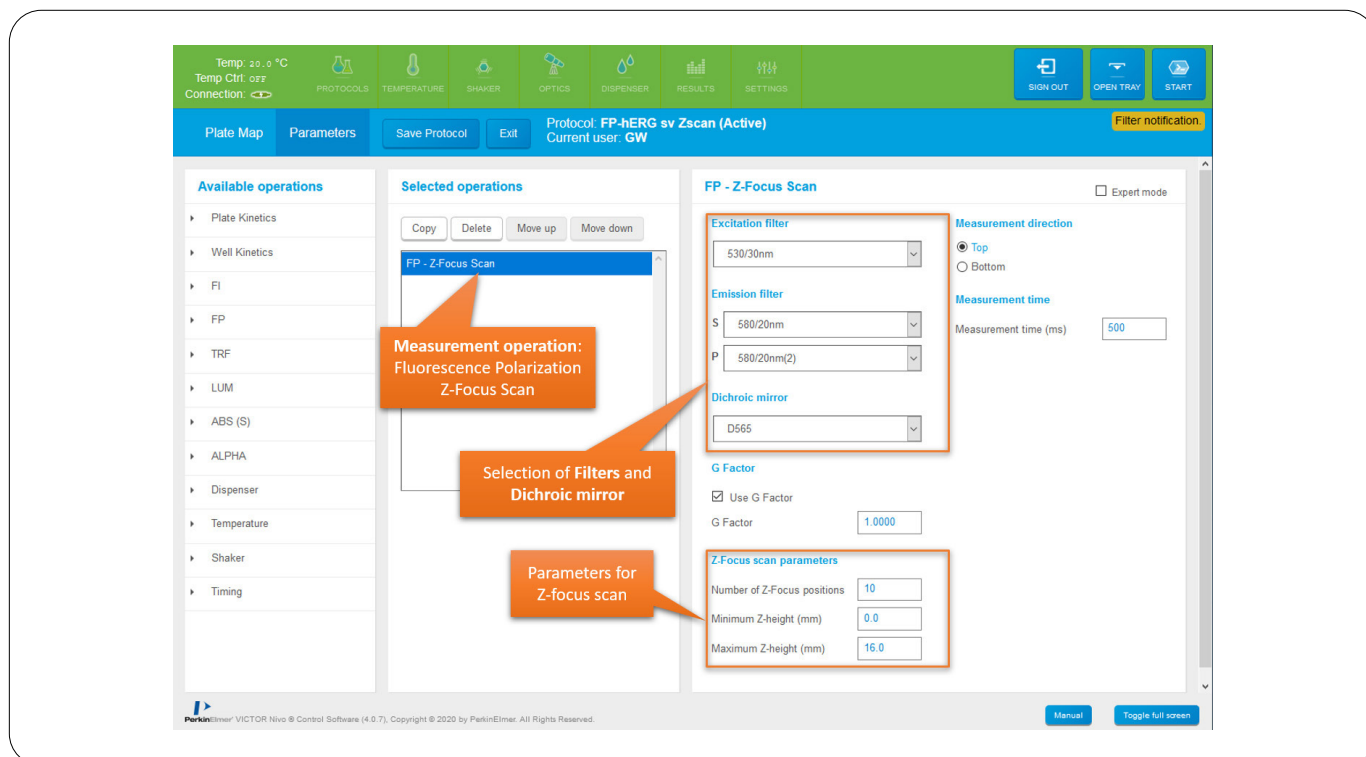 Temp: 20.0 °C
Temp Ctrl: OFF
Connection:
PROTOCOLS
TEMPERATURE
SHAKER
OPTICS
DISPENSER
RESULTS
SETTINGS
SIGN OUT
OPEN TRAY
START
Plate Map
Parameters
Save Protocol
Exit
Protocol: FP-hERG sv Zscan (Active)
Current user: GW
Filter notification.
Available operations
Plate Kinetics
Well Kinetics
FI
FP
TRF
LUM
ABS (S)
ALPHA
Dispenser
Temperature
Shaker
Timing
Selected operations
Copy
Delete
Move up
Move down
FP - Z-Focus Scan
Measurement operation:
Fluorescence Polarization
Z-Focus Scan
Selection of Filters and
Dichroic mirror
Parameters for
Z-focus scan
FP - Z-Focus Scan
Expert mode
Excitation filter
530/30nm
Emission filter
S 580/20nm
P 580/20nm(2)
Dichroic mirror
D565
G Factor
Use G Factor
G Factor 1.0000
Z-Focus scan parameters
Number of Z-Focus positions 10
Minimum Z-height (mm) 0.0
Maximum Z-height (mm) 16.0
Measurement direction
Top
Bottom
Measurement time
Measurement time (ms) 500
PerkinElmer VICTOR Nivo ® Control Software (4.0.7), Copyright © 2020 by PerkinElmer. All Rights Reserved.
Manual
Toggle full screen